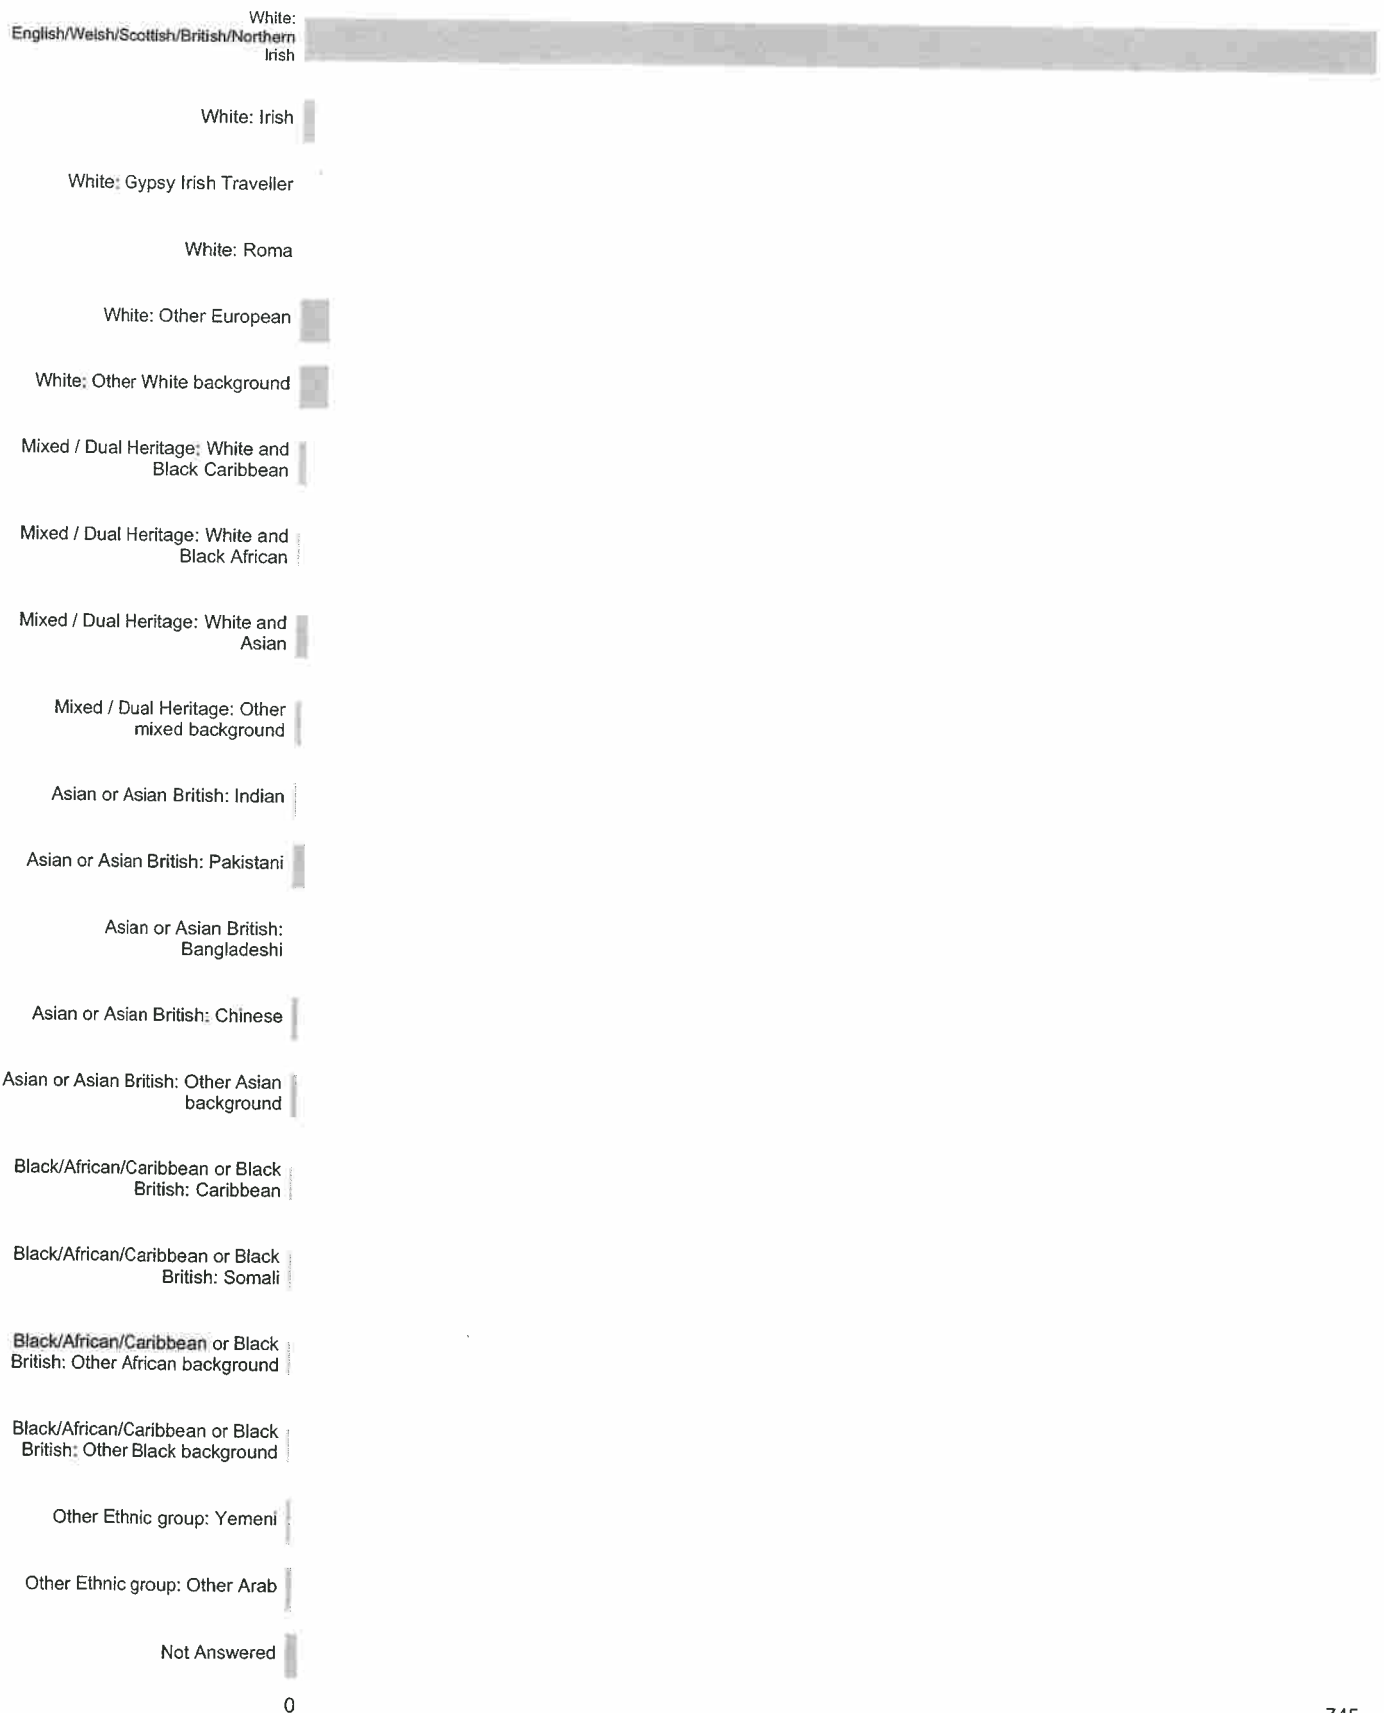 White:
English/Welsh/Scottish/British/Northern
Irish
White: Irish
White: Gypsy Irish Traveller
White: Roma
White: Other European
White: Other White background
Mixed / Dual Heritage: White and
Black Caribbean
Mixed / Dual Heritage: White and
Black African
Mixed / Dual Heritage: White and
Asian
Mixed / Dual Heritage: Other
mixed background
Asian or Asian British: Indian
Asian or Asian British: Pakistani
Asian or Asian British:
Bangladeshi
Asian or Asian British: Chinese
Asian or Asian British: Other Asian
background
Black/African/Caribbean or Black
British: Caribbean
Black/African/Caribbean or Black
British: Somali
Black/African/Caribbean or Black
British: Other African background
Black/African/Caribbean or Black
British: Other Black background
Other Ethnic group: Yemeni
Other Ethnic group: Other Arab
Not Answered
0